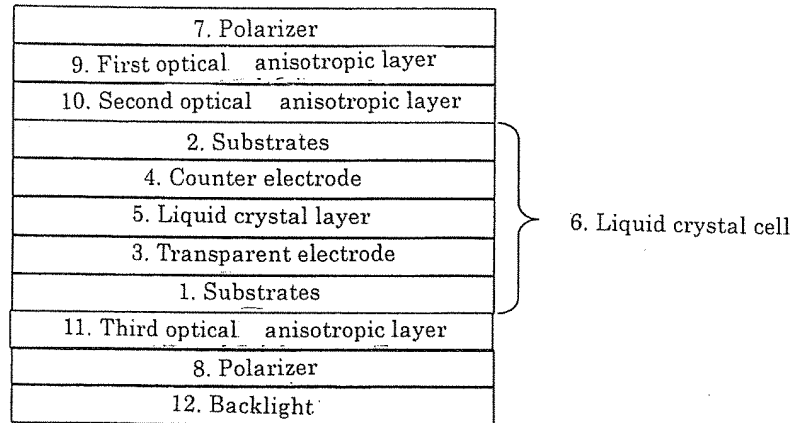 7. Polarizer
9. First optical anisotropic layer
10. Second optical anisotropic layer
2. Substrates
4. Counter electrode
5. Liquid crystal layer
6. Liquid crystal cell
3. Transparent electrode
1. Substrates
11. Third optical anisotropic layer
8. Polarizer
12. Backlight